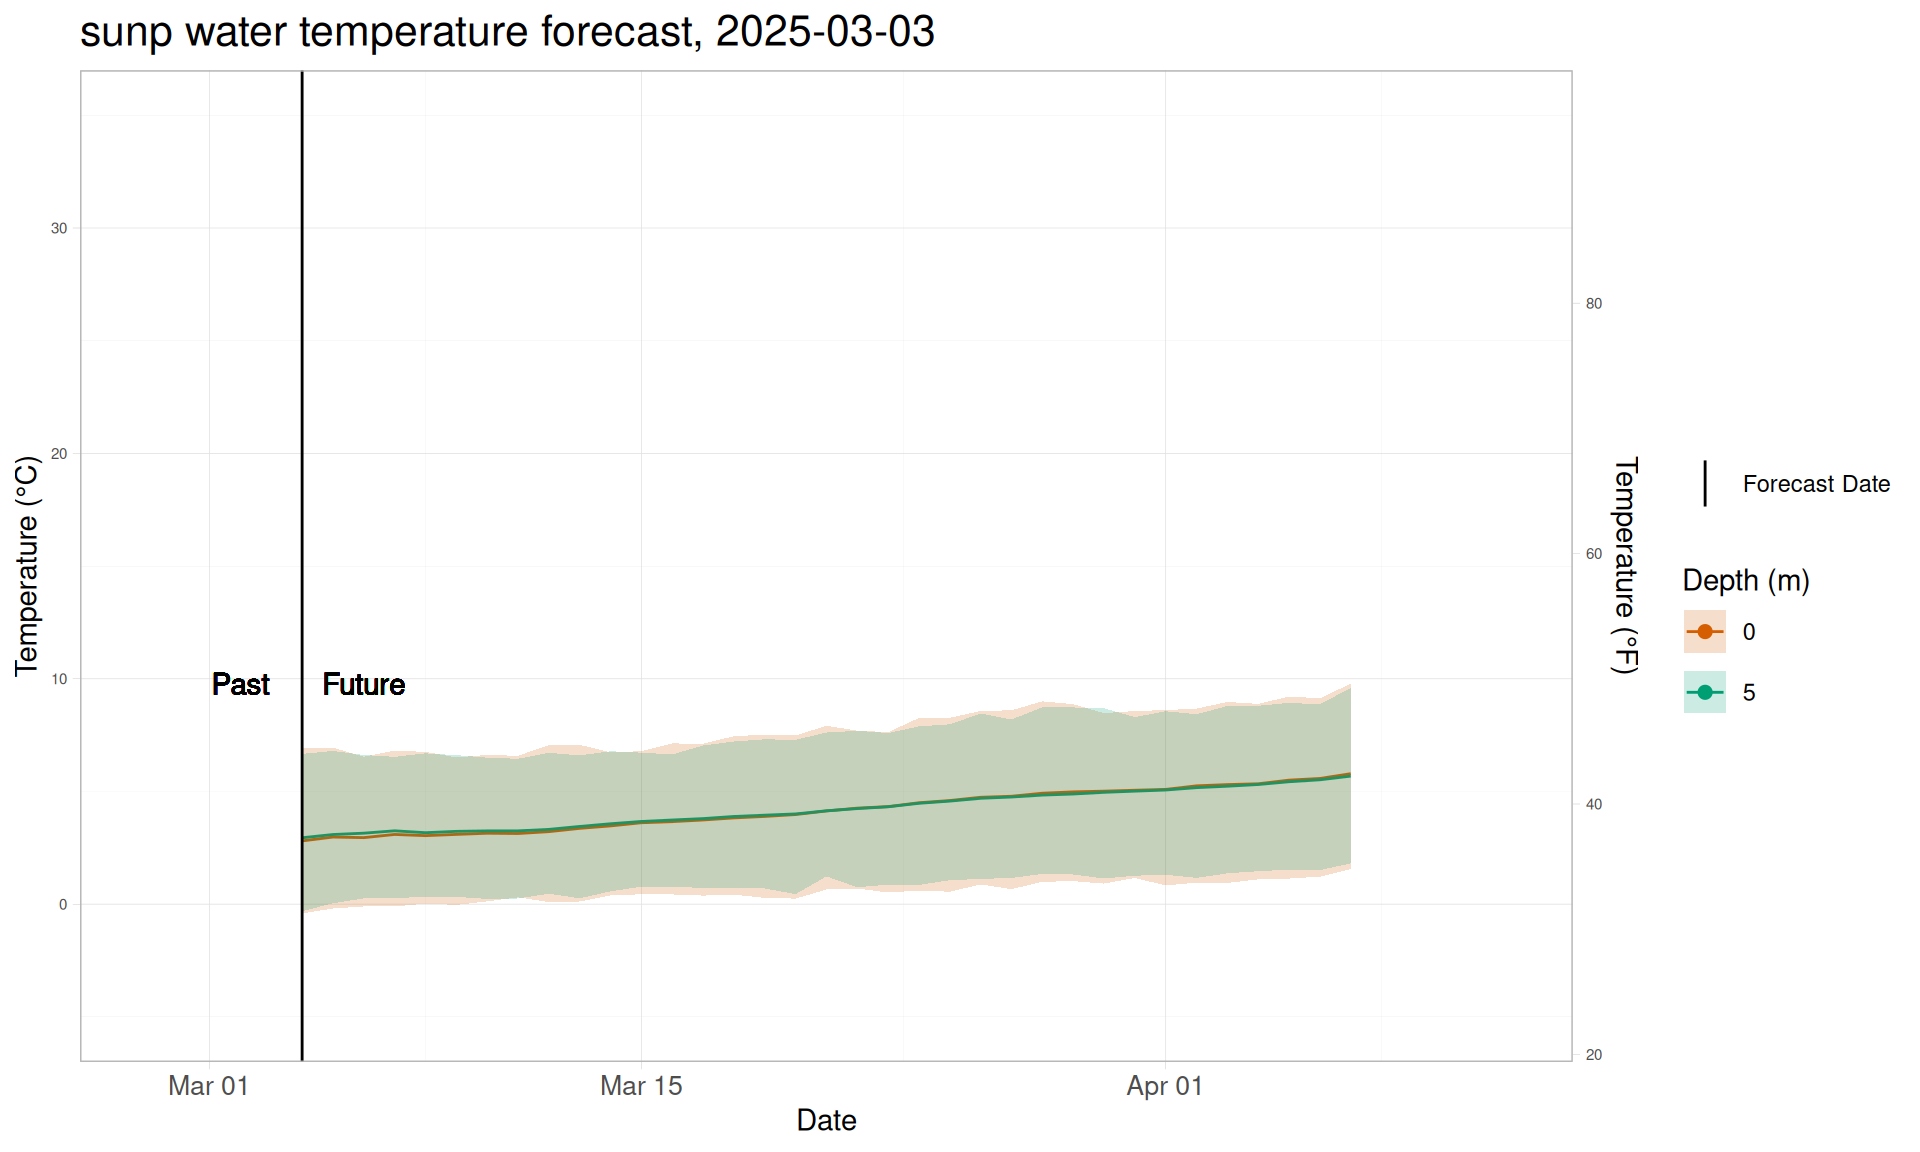 sunp water temperature forecast, 2025-03-03
Temperature (°C)
30
20
10
0
Past
Future
80
60
40
20
Temperature (°F)
Mar 01
Mar 15
Apr 01
Date
Forecast Date
Depth (m)
0
5